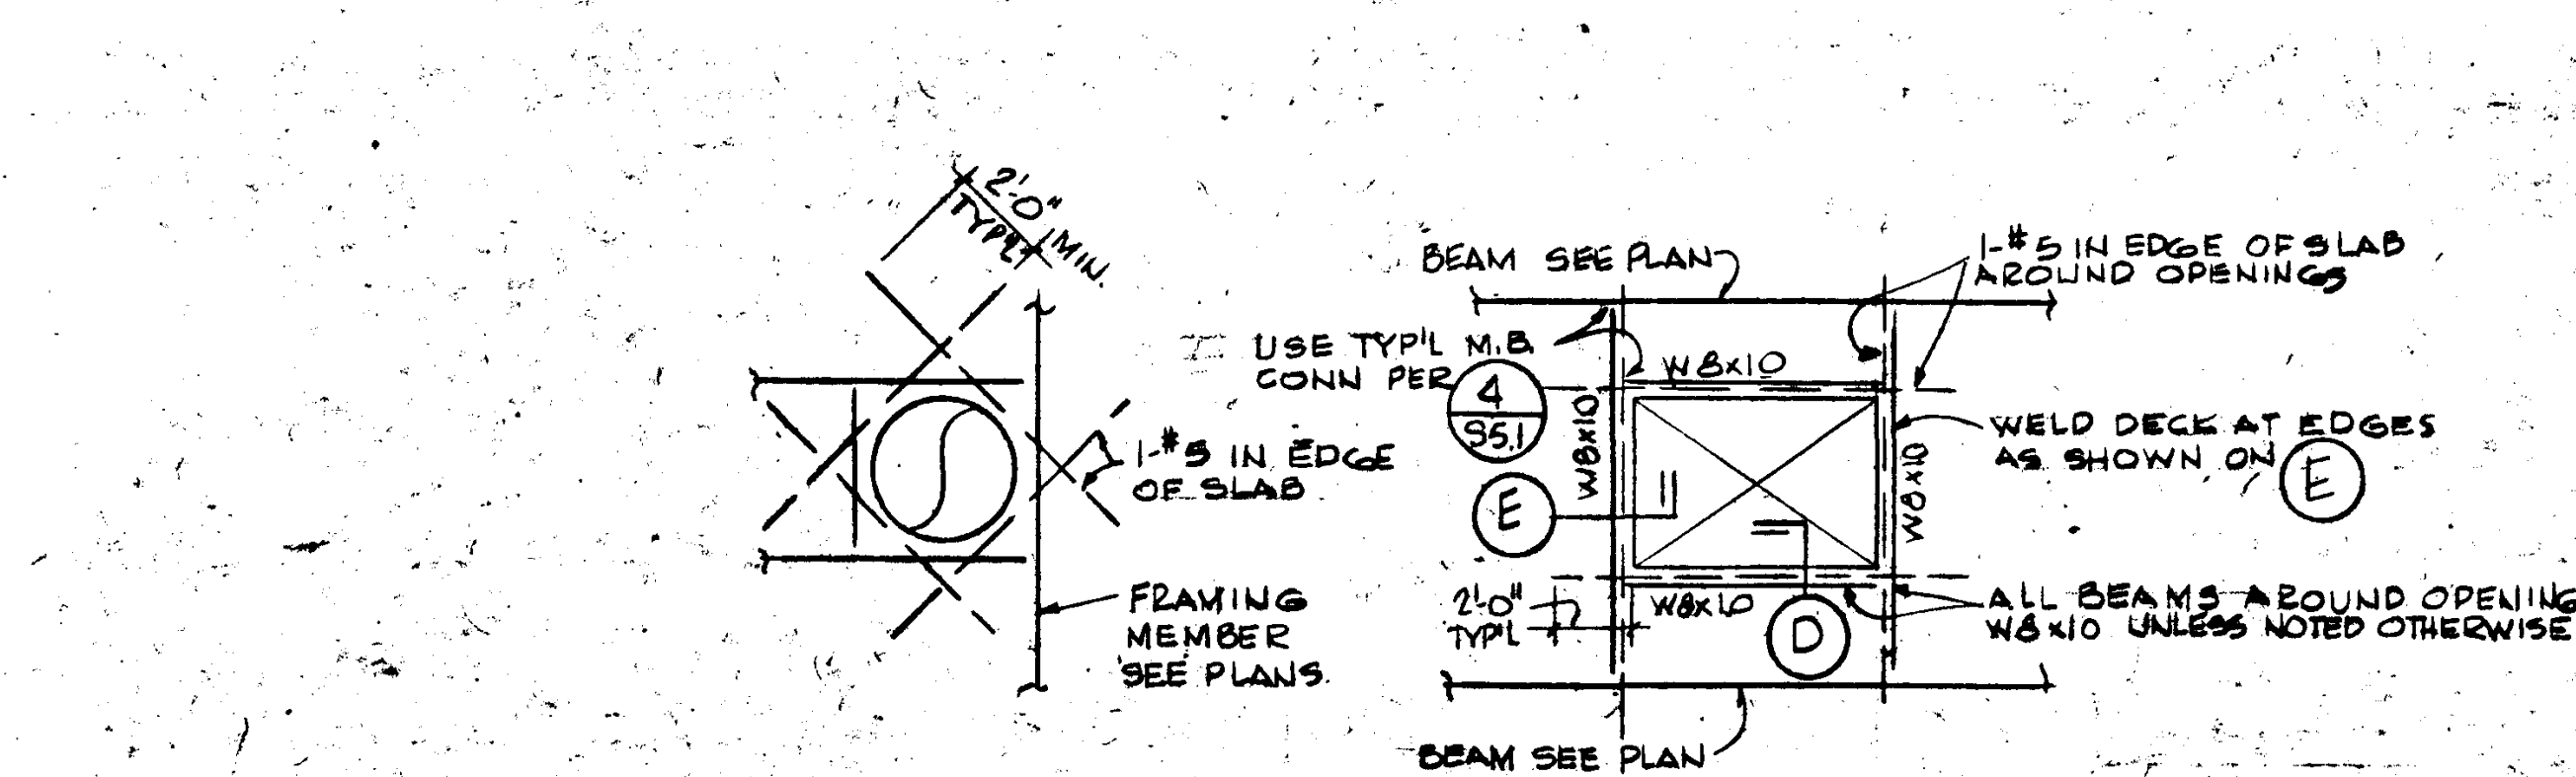 2'-0"
TYP'L MIN.
1-#5 IN EDGE
OF SLAB
FRAMING
MEMBER
SEE PLANS.
BEAM SEE PLAN
1-#5 IN EDGE OF SLAB
AROUND OPENINGS
USE TYP'L M.B.
CONN PER
4
S5.1
W8x10
W8x10
WELD DECK AT EDGES
AS SHOWN ON
E
W8x10
E
2'-0"
TYP'L
W8x10
D
ALL BEAMS AROUND OPENING
W8x10 UNLESS NOTED OTHERWISE
BEAM SEE PLAN